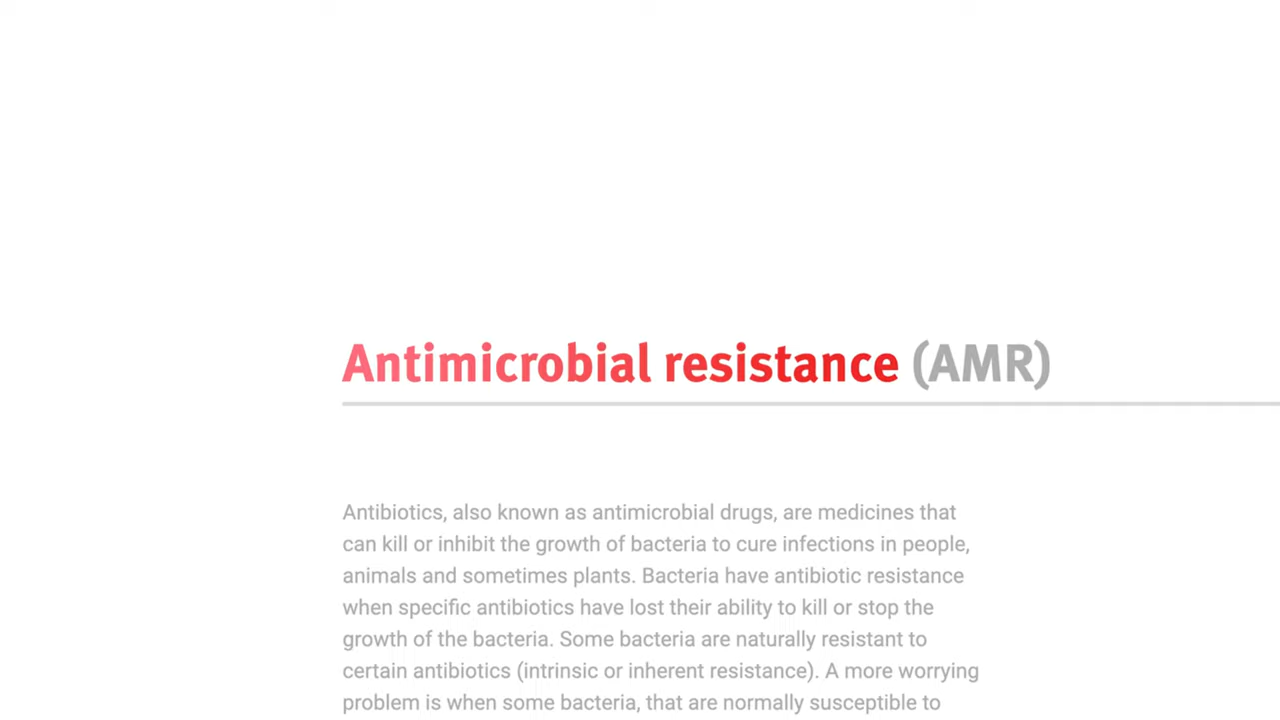 Antimicrobial resistance (AMR)
Antibiotics, also known as antimicrobial drugs, are medicines that
can kill or inhibit the growth of bacteria to cure infections in people,
animals and sometimes plants. Bacteria have antibiotic resistance
when specific antibiotics have lost their ability to kill or stop the
growth of the bacteria. Some bacteria are naturally resistant to
certain antibiotics (intrinsic or inherent resistance). A more worrying
problem is when some bacteria, that are normally susceptible to